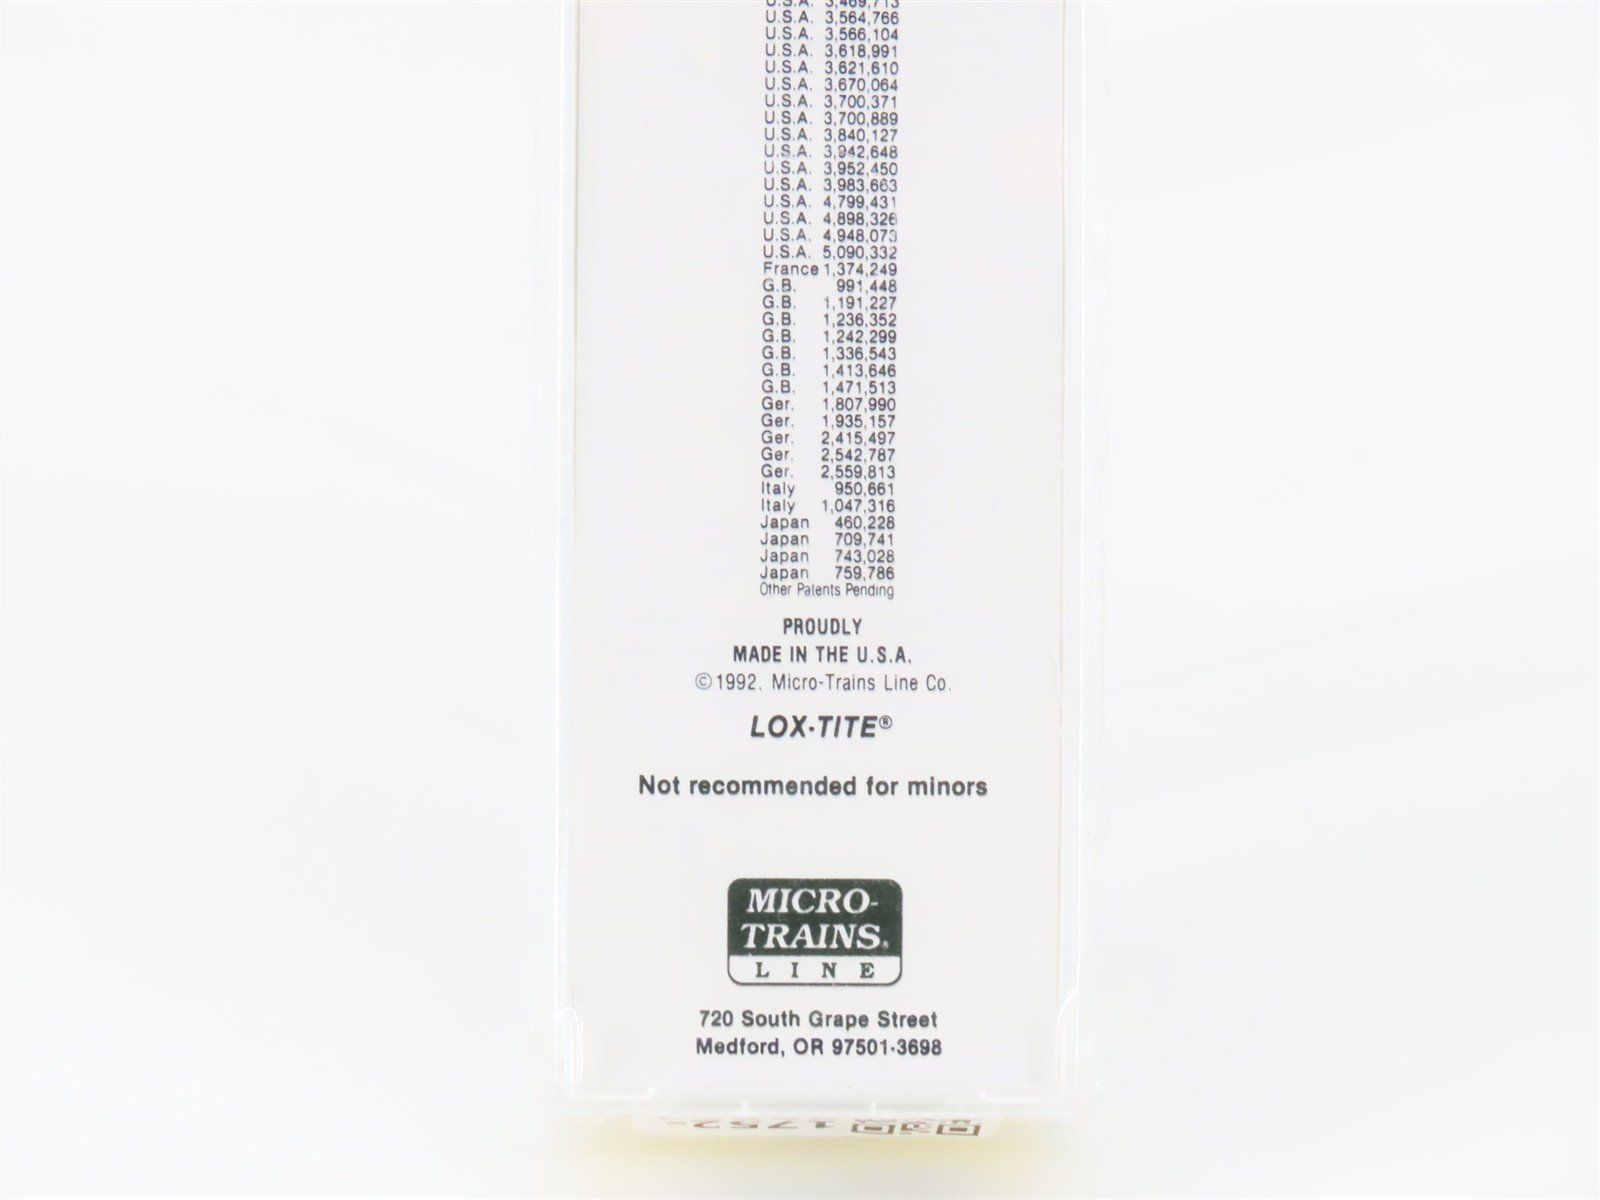 U.S.A. 3,469,713
U.S.A. 3,564,766
U.S.A. 3,566,104
U.S.A. 3,618,991
U.S.A. 3,621,610
U.S.A. 3,670,064
U.S.A. 3,700,371
U.S.A. 3,700,889
U.S.A. 3,840,127
U.S.A. 3,942,648
U.S.A. 3,952,450
U.S.A. 3,983,663
U.S.A. 4,799,431
U.S.A. 4,898,326
U.S.A. 4,948,073
U.S.A. 5,090,332
France 1,374,249
G.B. 991,448
G.B. 1,191,227
G.B. 1,236,352
G.B. 1,242,299
G.B. 1,336,543
G.B. 1,413,646
G.B. 1,471,513
Ger. 1,807,990
Ger. 1,935,157
Ger. 2,415,497
Ger. 2,542,787
Ger. 2,559,813
Italy 950,661
Italy 1,047,316
Japan 460,228
Japan 709,741
Japan 743,028
Japan 759,786
Other Patents Pending
PROUDLY
MADE IN THE U.S.A.
©1992, Micro-Trains Line Co.
LOX-TITE®
Not recommended for minors
MICRO-
TRAINS®
LINE
720 South Grape Street
Medford, OR 97501-3698